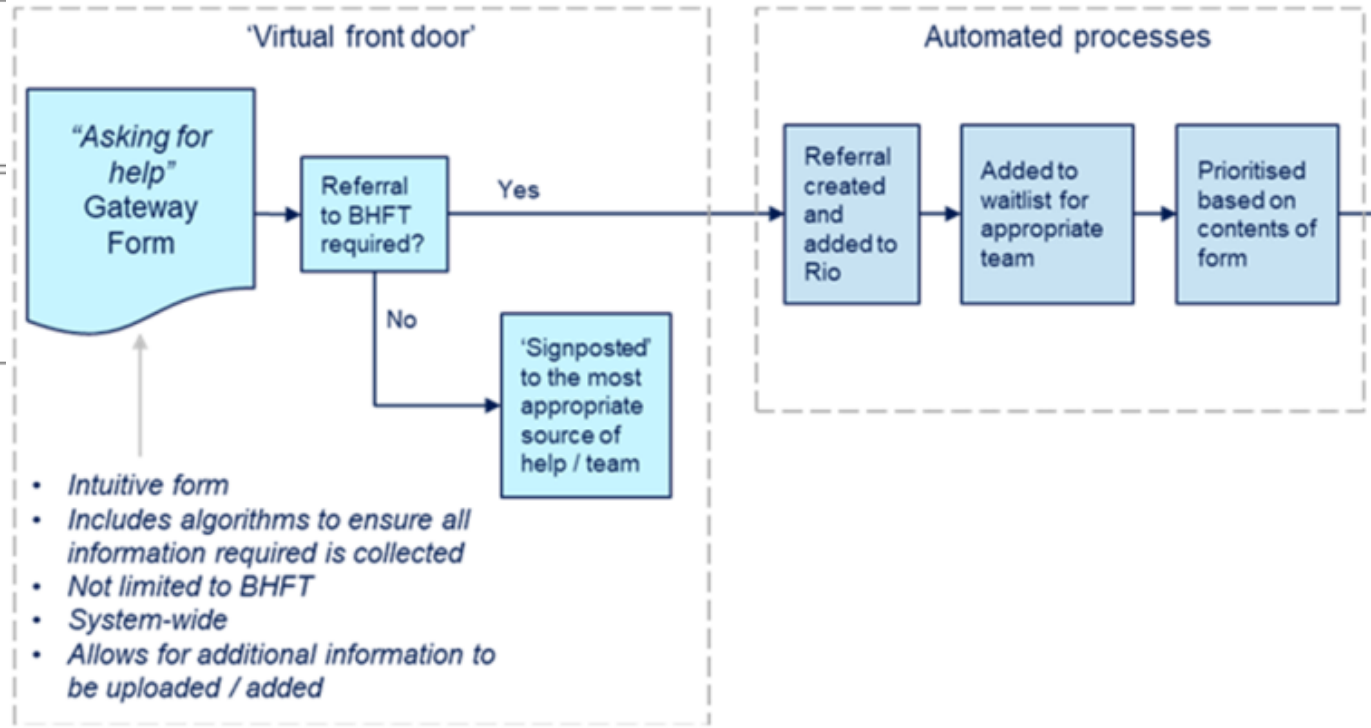 ‘Virtual front door’
“Asking for
help”
Gateway
Form
Referral
to BHFT
required?
Yes
No
‘Signposted’
to the most
appropriate
source of
help / team
• Intuitive form
• Includes algorithms to ensure all
information required is collected
• Not limited to BHFT
• System-wide
• Allows for additional information to
be uploaded / added
Automated processes
Referral
created
and
added to
Rio
Added to
waitlist for
appropriate
team
Prioritised
based on
contents of
form